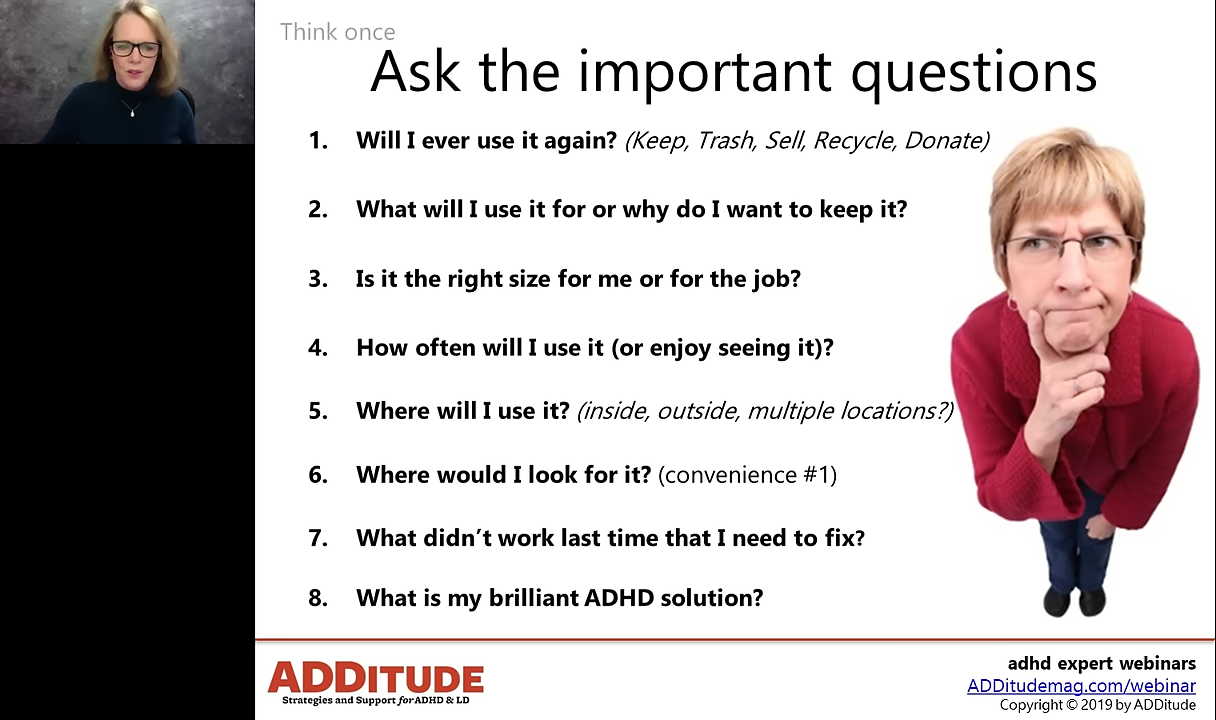 Think once
Ask the important questions
1. Will I ever use it again? (Keep, Trash, Sell, Recycle, Donate)
2. What will I use it for or why do I want to keep it?
3. Is it the right size for me or for the job?
4. How often will I use it (or enjoy seeing it)?
5. Where will I use it? (inside, outside, multiple locations?)
6. Where would I look for it? (convenience #1)
7. What didn’t work last time that I need to fix?
8. What is my brilliant ADHD solution?
ADDITUDE
Strategies and Support for ADHD & LD
adhd expert webinars
ADDitudemag.com/webinar
Copyright © 2019 by ADDitude